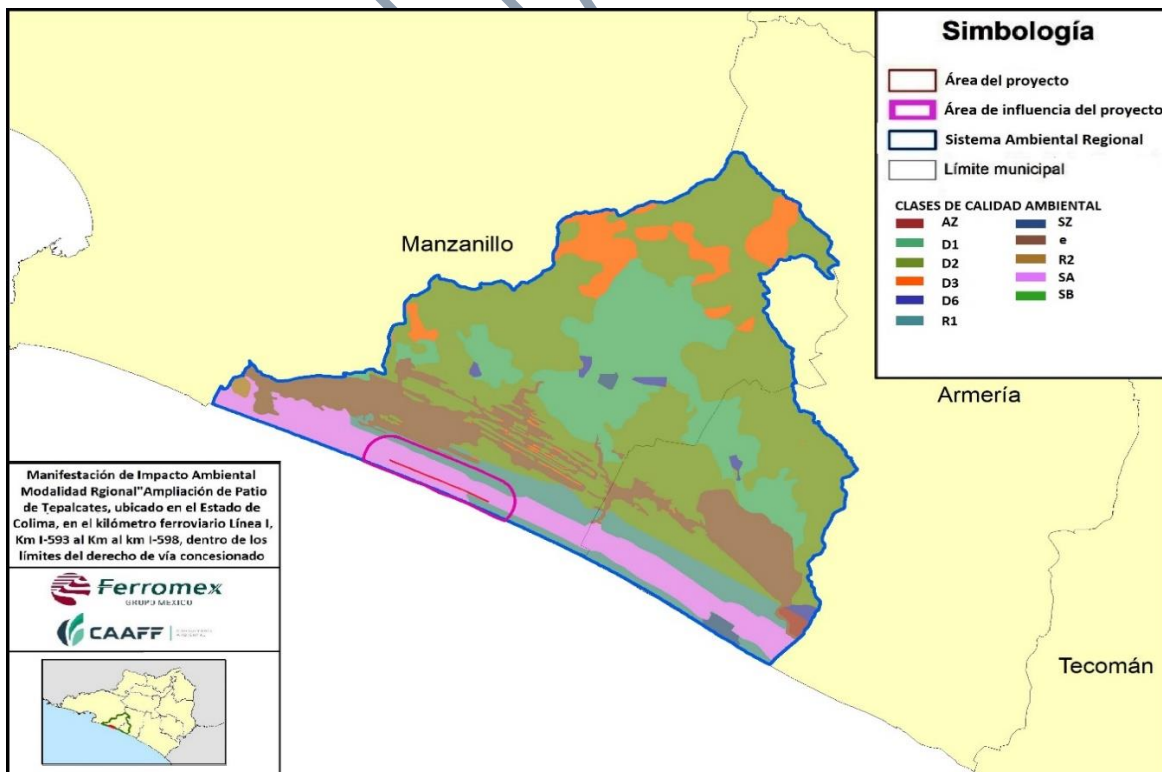 Simbología
Área del proyecto
Área de influencia del proyecto
Sistema Ambiental Regional
Límite municipal
CLASES DE CALIDAD AMBIENTAL
AZ
D1
D2
D3
D6
R1
SZ
e
R2
SA
SB
Manzanillo
Armería
Tecomán
Manifestación de Impacto Ambiental
Modalidad Rgional"Ampliación de Patio
de Tepalcates, ubicado en el Estado de
Colima, en el kilómetro ferroviario Línea I,
Km I-593 al Km al km I-598, dentro de los
límites del derecho de vía concesionado
Ferromex
GRUPO MEXICO
CAAFF